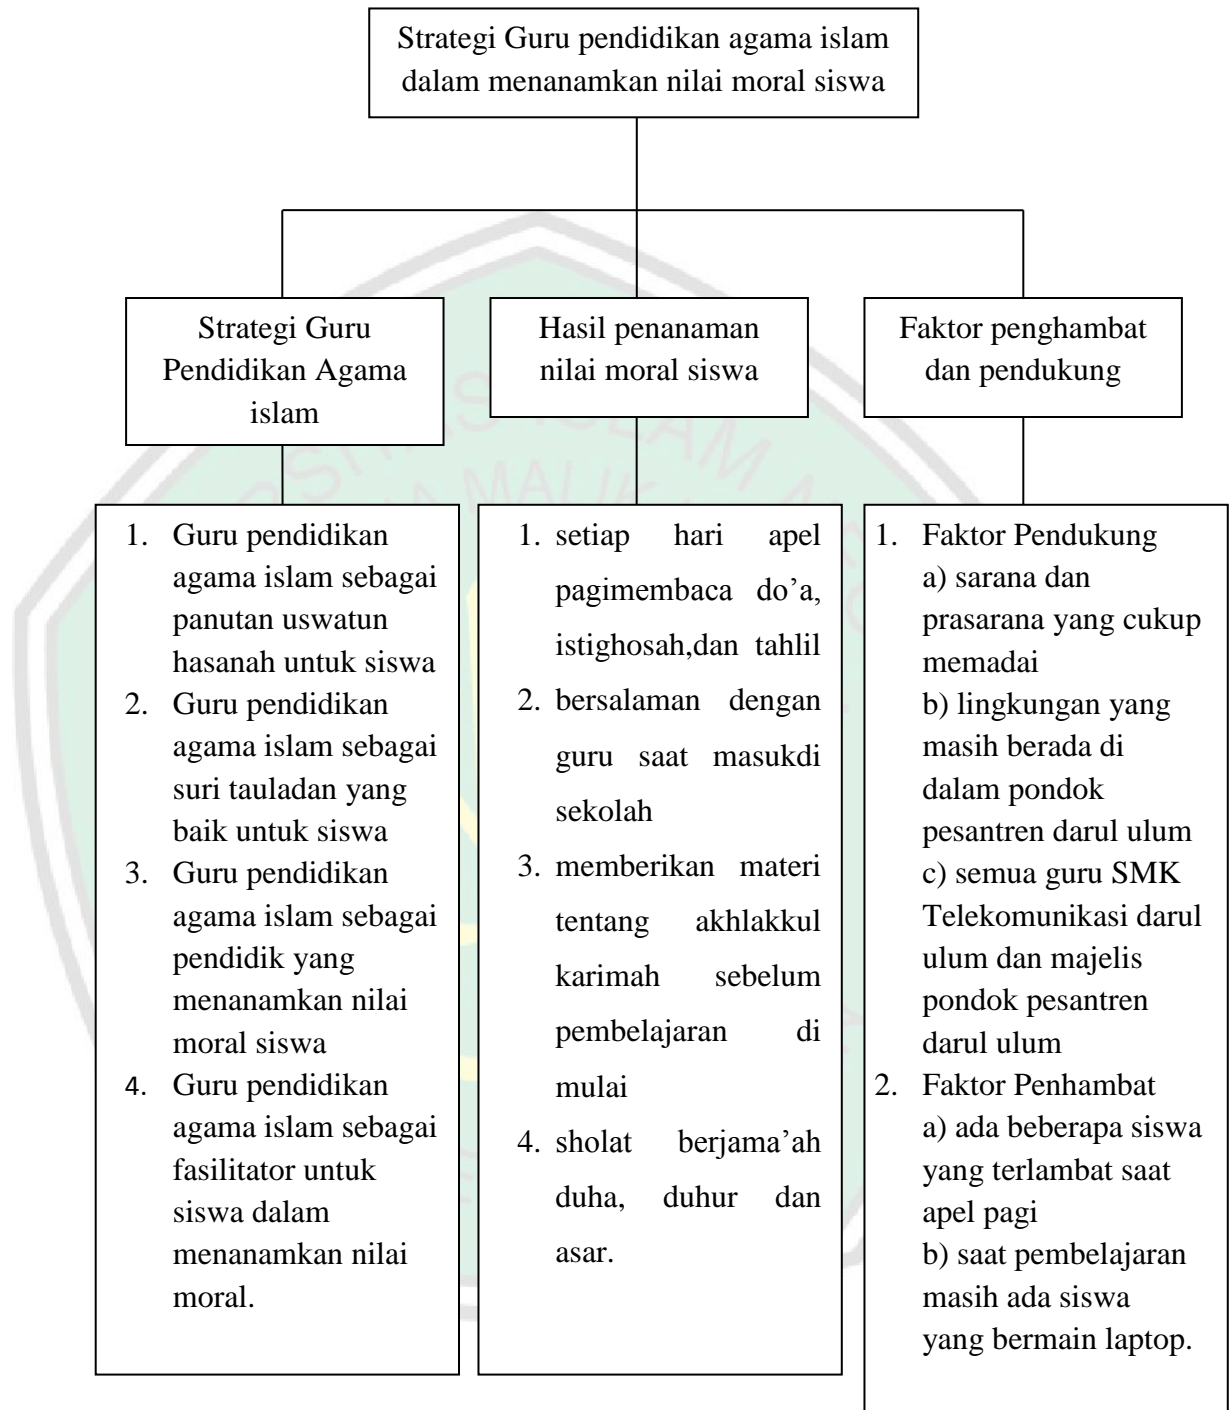 Strategi Guru pendidikan agama islam
dalam menanamkan nilai moral siswa
Strategi Guru
Pendidikan Agama
islam
Hasil penanaman
nilai moral siswa
Faktor penghambat
dan pendukung
1. Guru pendidikan
agama islam sebagai
panutan uswatun
hasanah untuk siswa
2. Guru pendidikan
agama islam sebagai
suri tauladan yang
baik untuk siswa
3. Guru pendidikan
agama islam sebagai
pendidik yang
menanamkan nilai
moral siswa
4. Guru pendidikan
agama islam sebagai
fasilitator untuk
siswa dalam
menanamkan nilai
moral.
1. setiap hari apel
pagimembaca do’a,
istighosah,dan tahlil
2. bersalaman dengan
guru saat masukdi
sekolah
3. memberikan materi
tentang akhlakkul
karimah sebelum
pembelajaran di
mulai
4. sholat berjama’ah
duha, duhur dan
asar.
1. Faktor Pendukung
a) sarana dan
prasarana yang cukup
memadai
b) lingkungan yang
masih berada di
dalam pondok
pesantren darul ulum
c) semua guru SMK
Telekomunikasi darul
ulum dan majelis
pondok pesantren
darul ulum
2. Faktor Penhambat
a) ada beberapa siswa
yang terlambat saat
apel pagi
b) saat pembelajaran
masih ada siswa
yang bermain laptop.